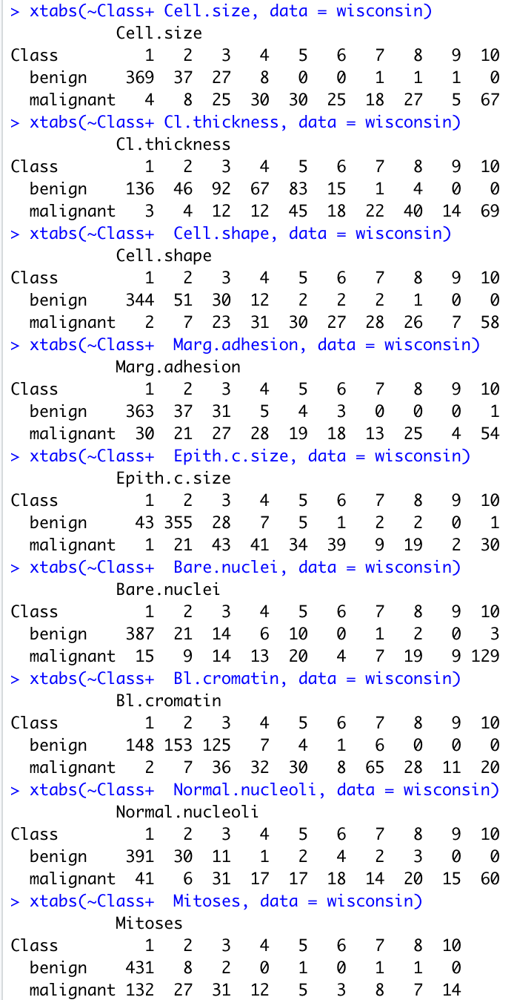 > xtabs(~Class+ Cell.size, data = wisconsin)
           Cell.size
Class         1   2   3   4   5   6   7   8   9  10
  benign    369  37  27   8   0   0   1   1   1   0
  malignant   4   8  25  30  30  25  18  27   5  67
> xtabs(~Class+ Cl.thickness, data = wisconsin)
           Cl.thickness
Class         1   2   3   4   5   6   7   8   9  10
  benign    136  46  92  67  83  15   1   4   0   0
  malignant   3   4  12  12  45  18  22  40  14  69
> xtabs(~Class+  Cell.shape, data = wisconsin)
           Cell.shape
Class         1   2   3   4   5   6   7   8   9  10
  benign    344  51  30  12   2   2   2   1   0   0
  malignant   2   7  23  31  30  27  28  26   7  58
> xtabs(~Class+  Marg.adhesion, data = wisconsin)
           Marg.adhesion
Class         1   2   3   4   5   6   7   8   9  10
  benign    363  37  31   5   4   3   0   0   0   1
  malignant  30  21  27  28  19  18  13  25   4  54
> xtabs(~Class+  Epith.c.size, data = wisconsin)
           Epith.c.size
Class         1   2   3   4   5   6   7   8   9  10
  benign     43 355  28   7   5   1   2   2   0   1
  malignant   1  21  43  41  34  39   9  19   2  30
> xtabs(~Class+  Bare.nuclei, data = wisconsin)
           Bare.nuclei
Class         1   2   3   4   5   6   7   8   9  10
  benign    387  21  14   6  10   0   1   2   0   3
  malignant  15   9  14  13  20   4   7  19   9 129
> xtabs(~Class+  Bl.cromatin, data = wisconsin)
           Bl.cromatin
Class         1   2   3   4   5   6   7   8   9  10
  benign    148 153 125   7   4   1   6   0   0   0
  malignant   2   7  36  32  30   8  65  28  11  20
> xtabs(~Class+  Normal.nucleoli, data = wisconsin)
           Normal.nucleoli
Class         1   2   3   4   5   6   7   8   9  10
  benign    391  30  11   1   2   4   2   3   0   0
  malignant  41   6  31  17  17  18  14  20  15  60
> xtabs(~Class+  Mitoses, data = wisconsin)
           Mitoses
Class         1   2   3   4   5   6   7   8  10
  benign    431   8   2   0   1   0   1   1   0
  malignant 132  27  31  12   5   3   8   7  14